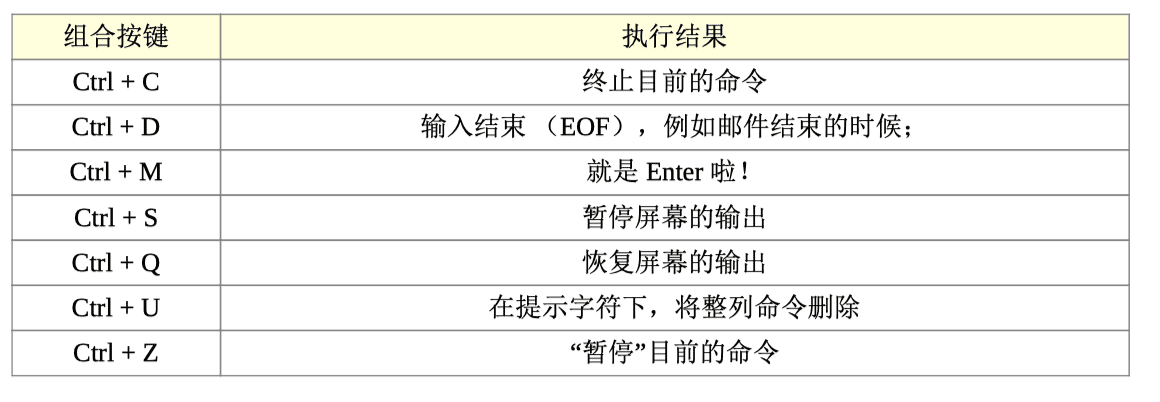 组合按键 执行结果
Ctrl + C 终止目前的命令
Ctrl + D 输入结束 （EOF），例如邮件结束的时候；
Ctrl + M 就是 Enter 啦！
Ctrl + S 暂停屏幕的输出
Ctrl + Q 恢复屏幕的输出
Ctrl + U 在提示字符下，将整列命令删除
Ctrl + Z “暂停”目前的命令